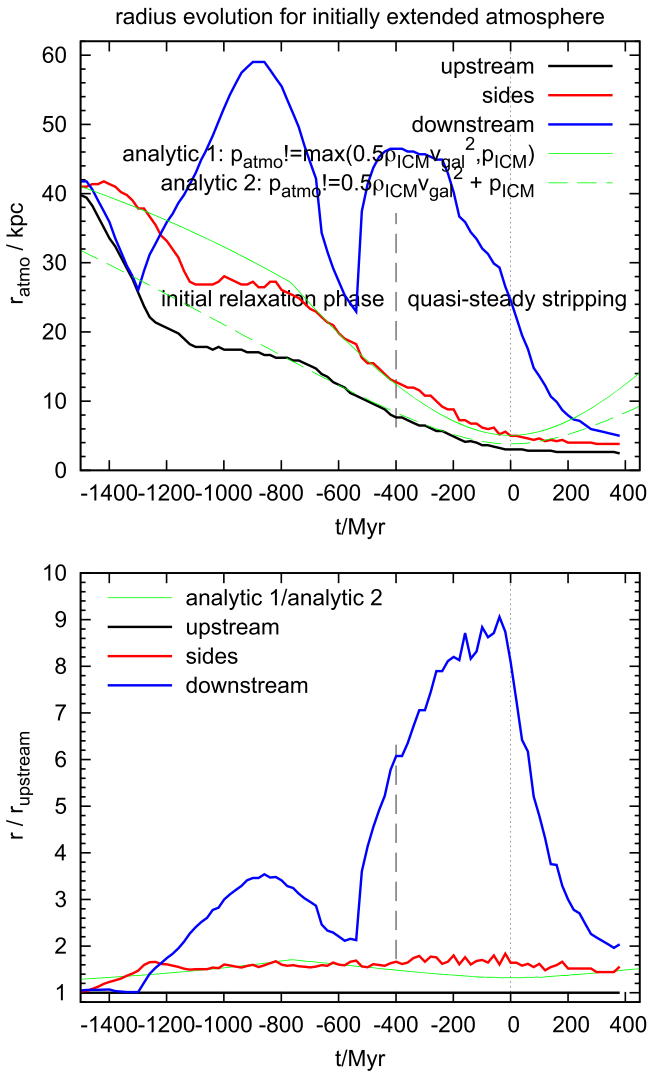 radius evolution for initially extended atmosphere
60
50
40
30
20
10
0
r_atmo / kpc
upstream
sides
downstream
analytic 1: p_atmo!=max(0.5ρ_ICM v_gal^2,p_ICM)
analytic 2: p_atmo!=0.5ρ_ICM v_gal^2 + p_ICM
initial relaxation phase
quasi-steady stripping
-1400 -1200 -1000 -800 -600 -400 -200 0 200 400
t/Myr
10
9
8
7
6
5
4
3
2
1
r / r_upstream
analytic 1/analytic 2
upstream
sides
downstream
-1400 -1200 -1000 -800 -600 -400 -200 0 200 400
t/Myr